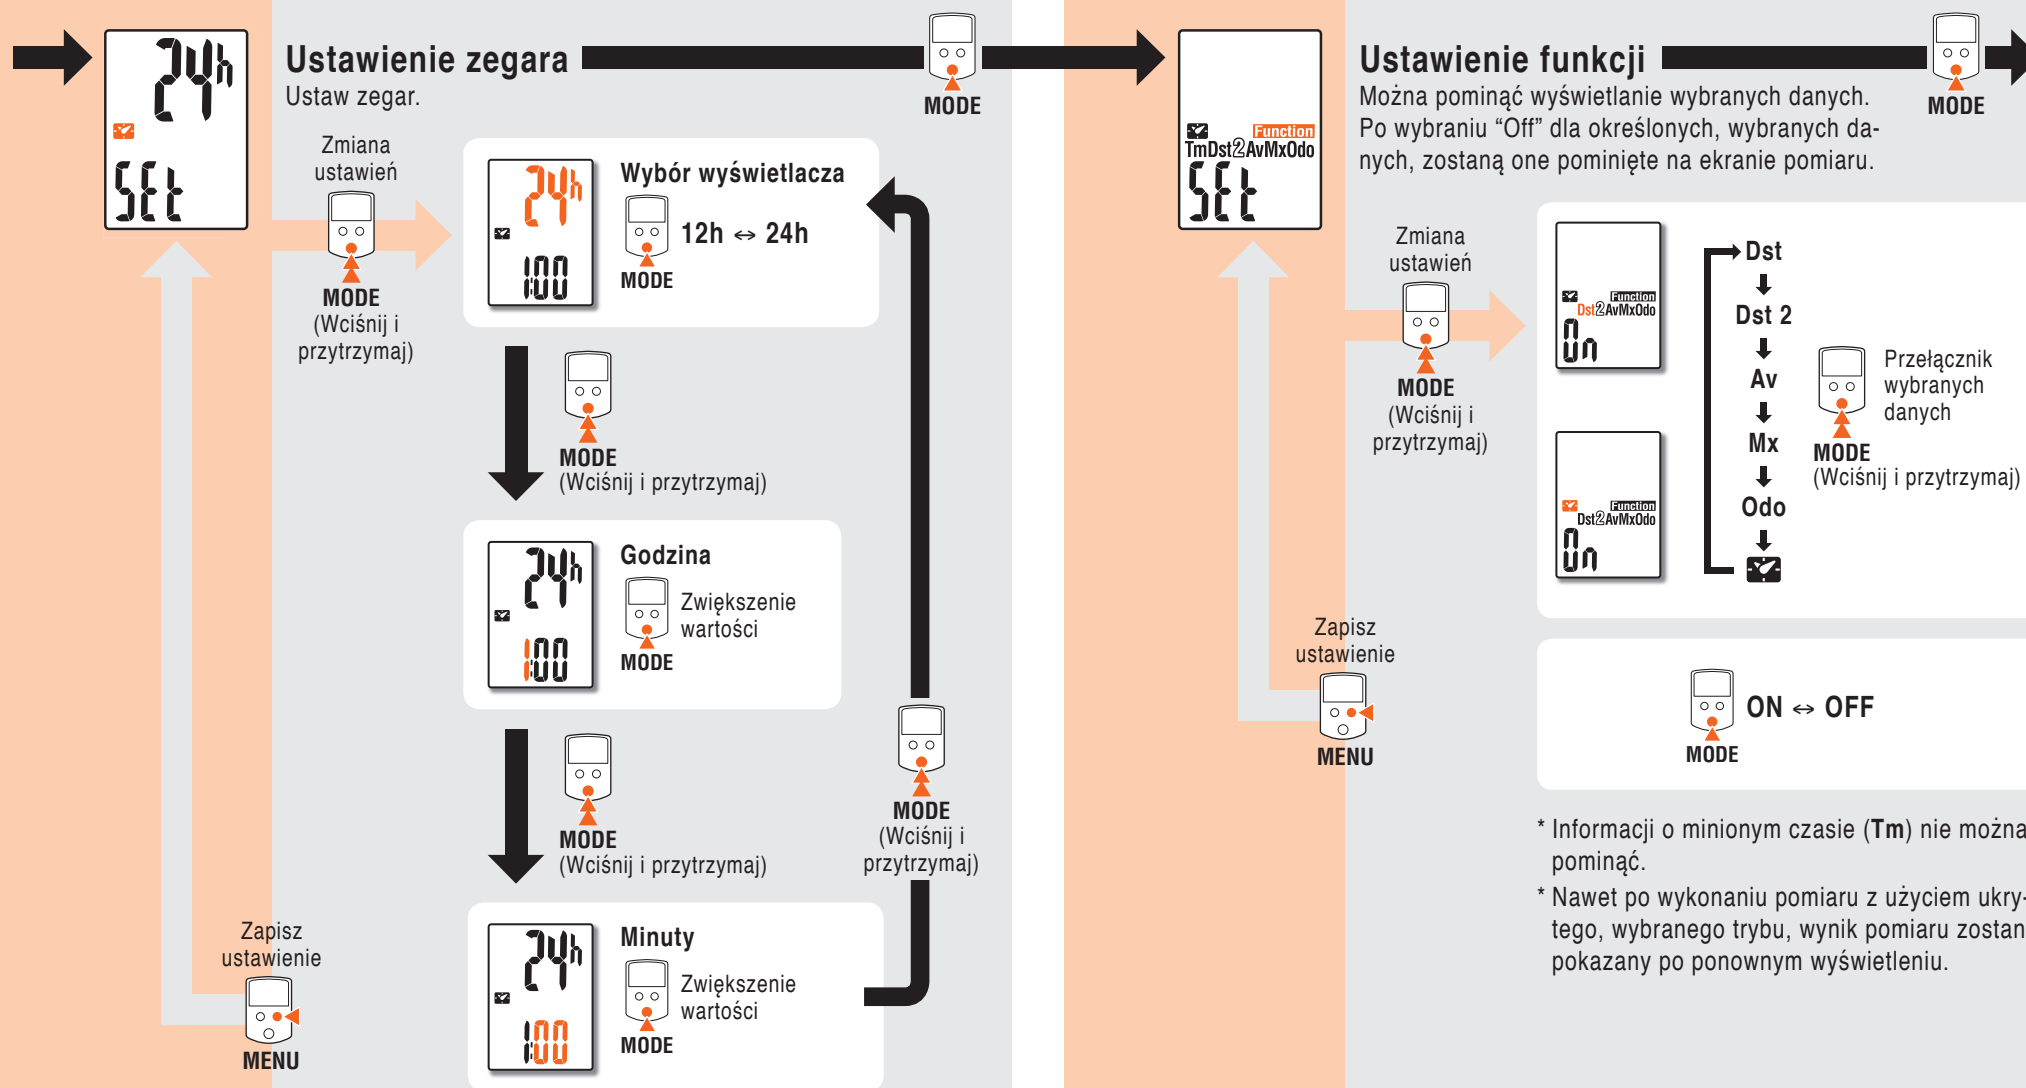 24h
SEt
Ustawienie zegara
Ustaw zegar.
MODE
Zmiana
ustawień
MODE
(Wciśnij i
przytrzymaj)
24h
1:00
Wybór wyświetlacza
12h ⇔ 24h
MODE
MODE
(Wciśnij i przytrzymaj)
24h
1:00
Godzina
Zwiększenie
wartości
MODE
MODE
(Wciśnij i przytrzymaj)
MODE
(Wciśnij i
przytrzymaj)
24h
1:00
Minuty
Zwiększenie
wartości
MODE
Zapisz
ustawienie
MENU
Function
TmDst2AvMxOdo
SEt
Ustawienie funkcji
Można pominąć wyświetlanie wybranych danych.
Po wybraniu “Off” dla określonych, wybranych da-
nych, zostaną one pominięte na ekranie pomiaru.
MODE
Zmiana
ustawień
MODE
(Wciśnij i
przytrzymaj)
Function
Dst2AvMxOdo
On
Function
Dst2AvMxOdo
On
Dst
Dst 2
Av
Mx
Odo
Przełącznik
wybranych
danych
MODE
(Wciśnij i przytrzymaj)
Zapisz
ustawienie
MENU
ON ⇔ OFF
MODE
* Informacji o minionym czasie (Tm) nie można
pominąć.
* Nawet po wykonaniu pomiaru z użyciem ukry-
tego, wybranego trybu, wynik pomiaru zostan
pokazany po ponownym wyświetleniu.